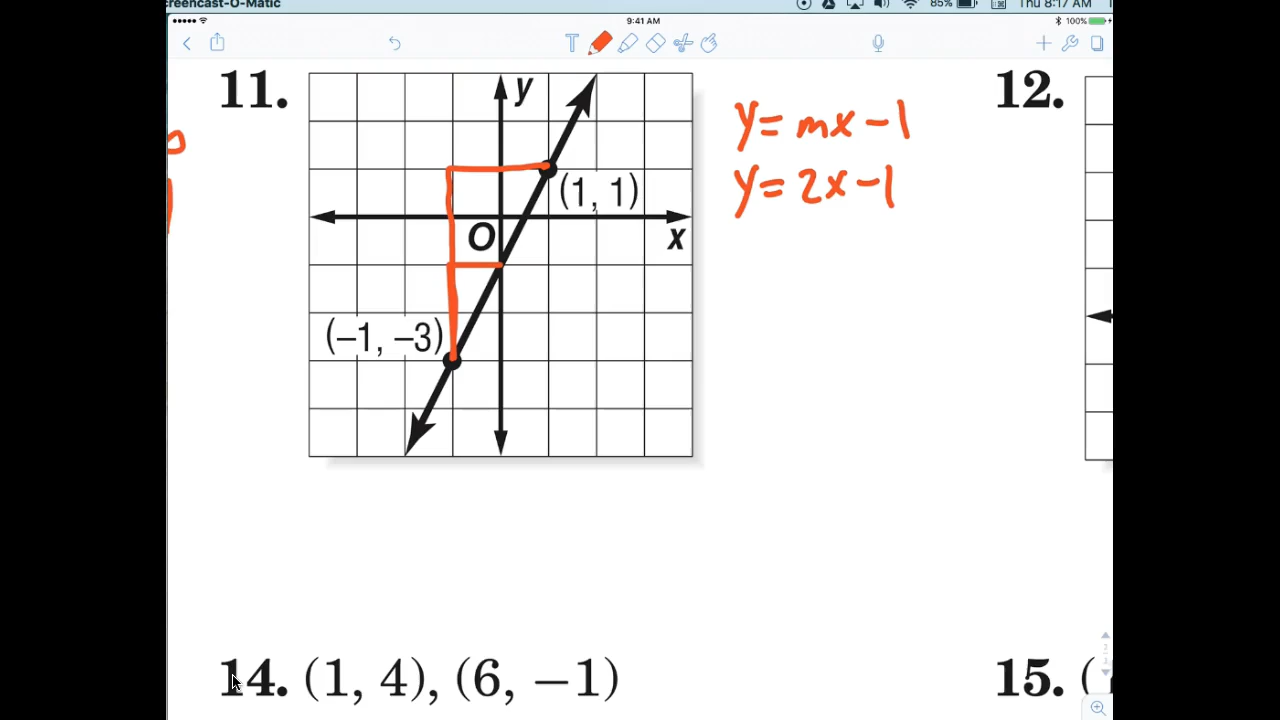 creencast-O-Matic
85%
Thu 8:17 AM
9:41 AM
100%
T
11.
y
(1, 1)
O
x
(−1, −3)
y = mx − 1
y = 2x − 1
12.
14. (1, 4), (6, −1)
15. (